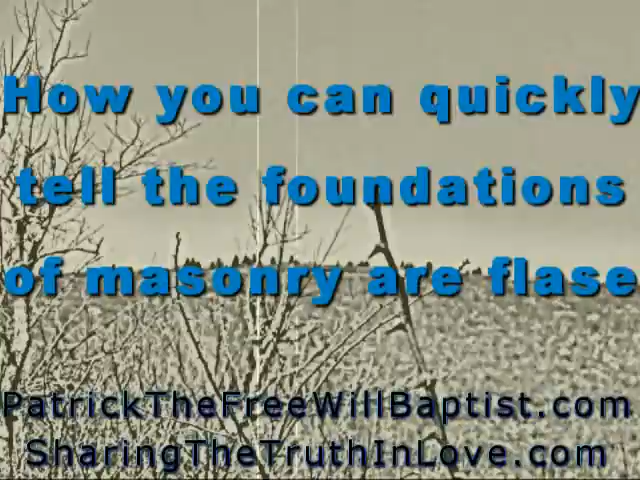 How you can quickly
tell the foundations
of masonry are flase
PatrickTheFreeWillBaptist.com
SharingTheTruthInLove.com